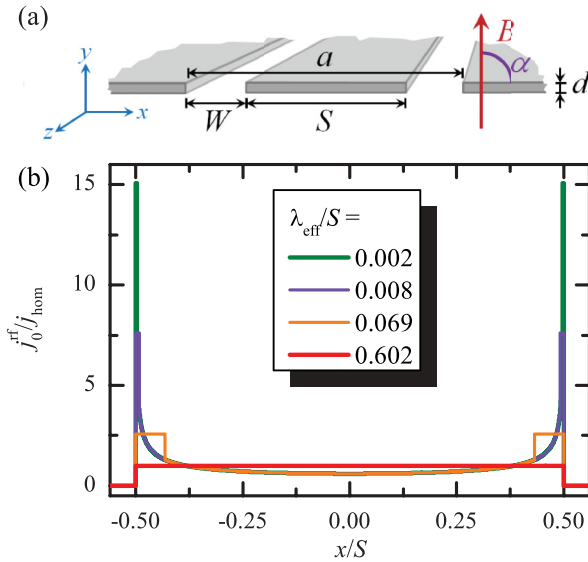 (a)
y
x
z
a
W
S
B
α
d
(b)
j₀ʳᶠ/jₕₒₘ
15
10
5
0
λeff/S =
0.002
0.008
0.069
0.602
-0.50 -0.25 0.00 0.25 0.50
x/S